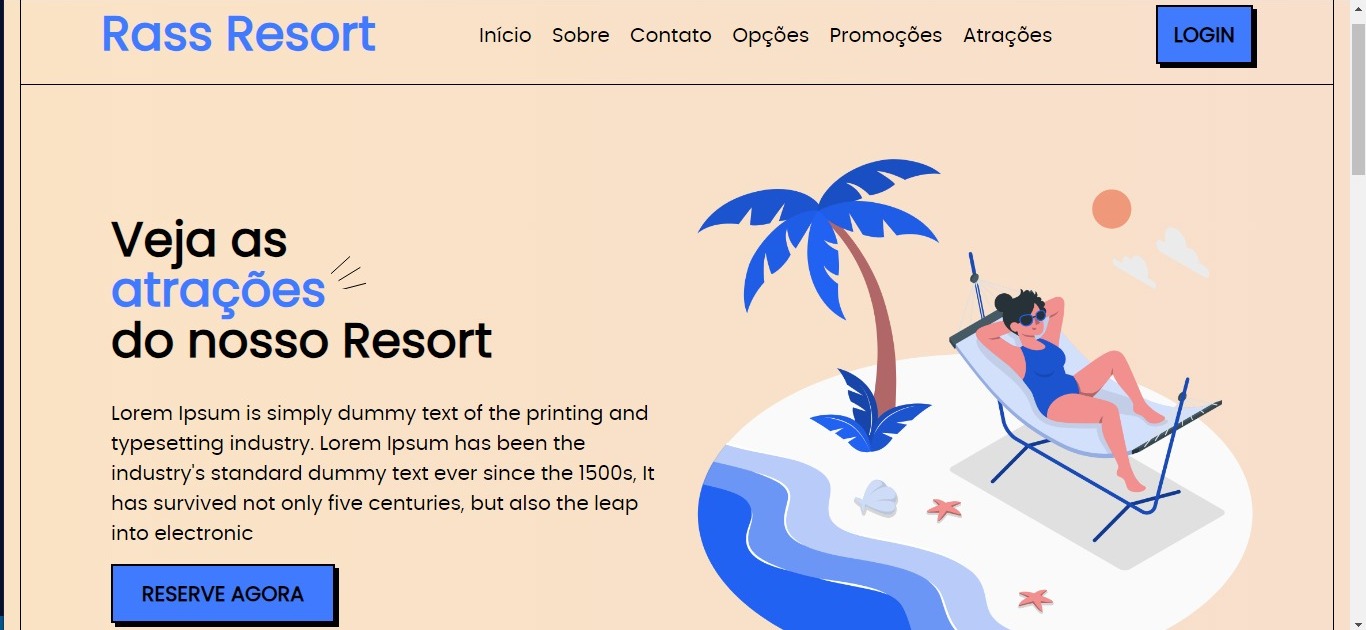 Rass Resort
Início Sobre Contato Opções Promoções Atrações
LOGIN
Veja as
atrações
do nosso Resort
Lorem Ipsum is simply dummy text of the printing and
typesetting industry. Lorem Ipsum has been the
industry's standard dummy text ever since the 1500s, It
has survived not only five centuries, but also the leap
into electronic
RESERVE AGORA